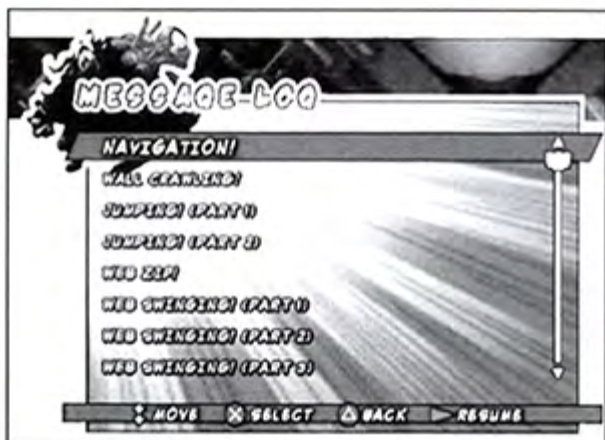 MESSAGE LOG
NAVIGATION!
WALL CRAWLING!
JUMPING! (PART 1)
JUMPING! (PART 2)
WEB ZIP!
WEB SWINGING! (PART 1)
WEB SWINGING! (PART 2)
WEB SWINGING! (PART 3)
MOVE SELECT BACK RESUME